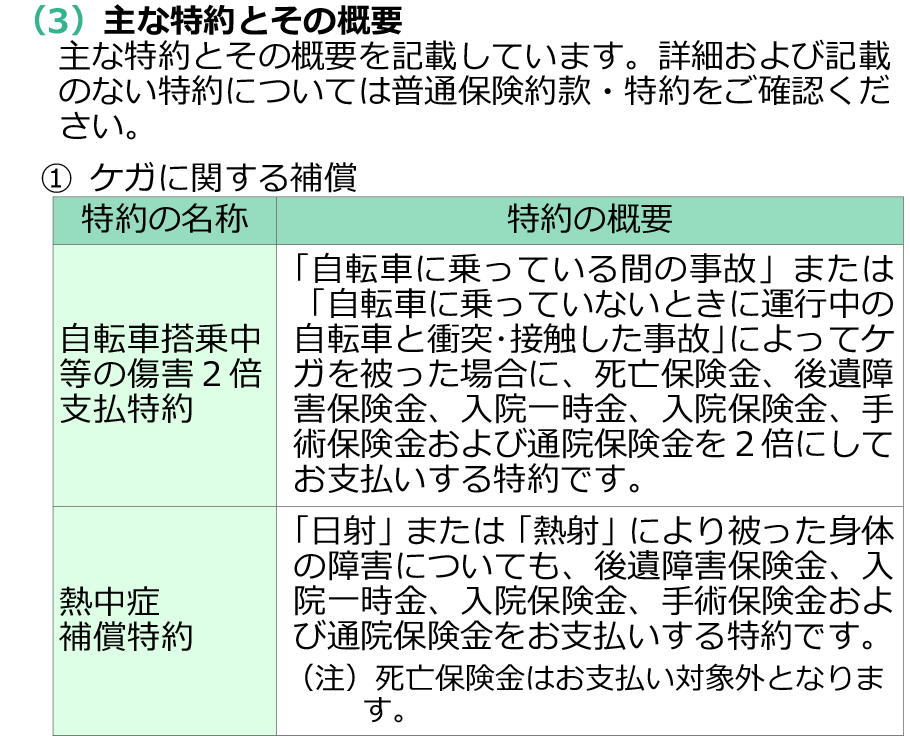 （3）主な特約とその概要
主な特約とその概要を記載しています。詳細および記載
のない特約については普通保険約款・特約をご確認くだ
さい。
① ケガに関する補償
特約の名称
特約の概要
自転車搭乗中
等の傷害２倍
支払特約
「自転車に乗っている間の事故」または
「自転車に乗っていないときに運行中の
自転車と衝突･接触した事故」によってケ
ガを被った場合に、死亡保険金、後遺障
害保険金、入院一時金、入院保険金、手
術保険金および通院保険金を２倍にして
お支払いする特約です。
熱中症
補償特約
「日射」または「熱射」により被った身体
の障害についても、後遺障害保険金、入
院一時金、入院保険金、手術保険金およ
び通院保険金をお支払いする特約です。
（注）死亡保険金はお支払い対象外となりま
す。